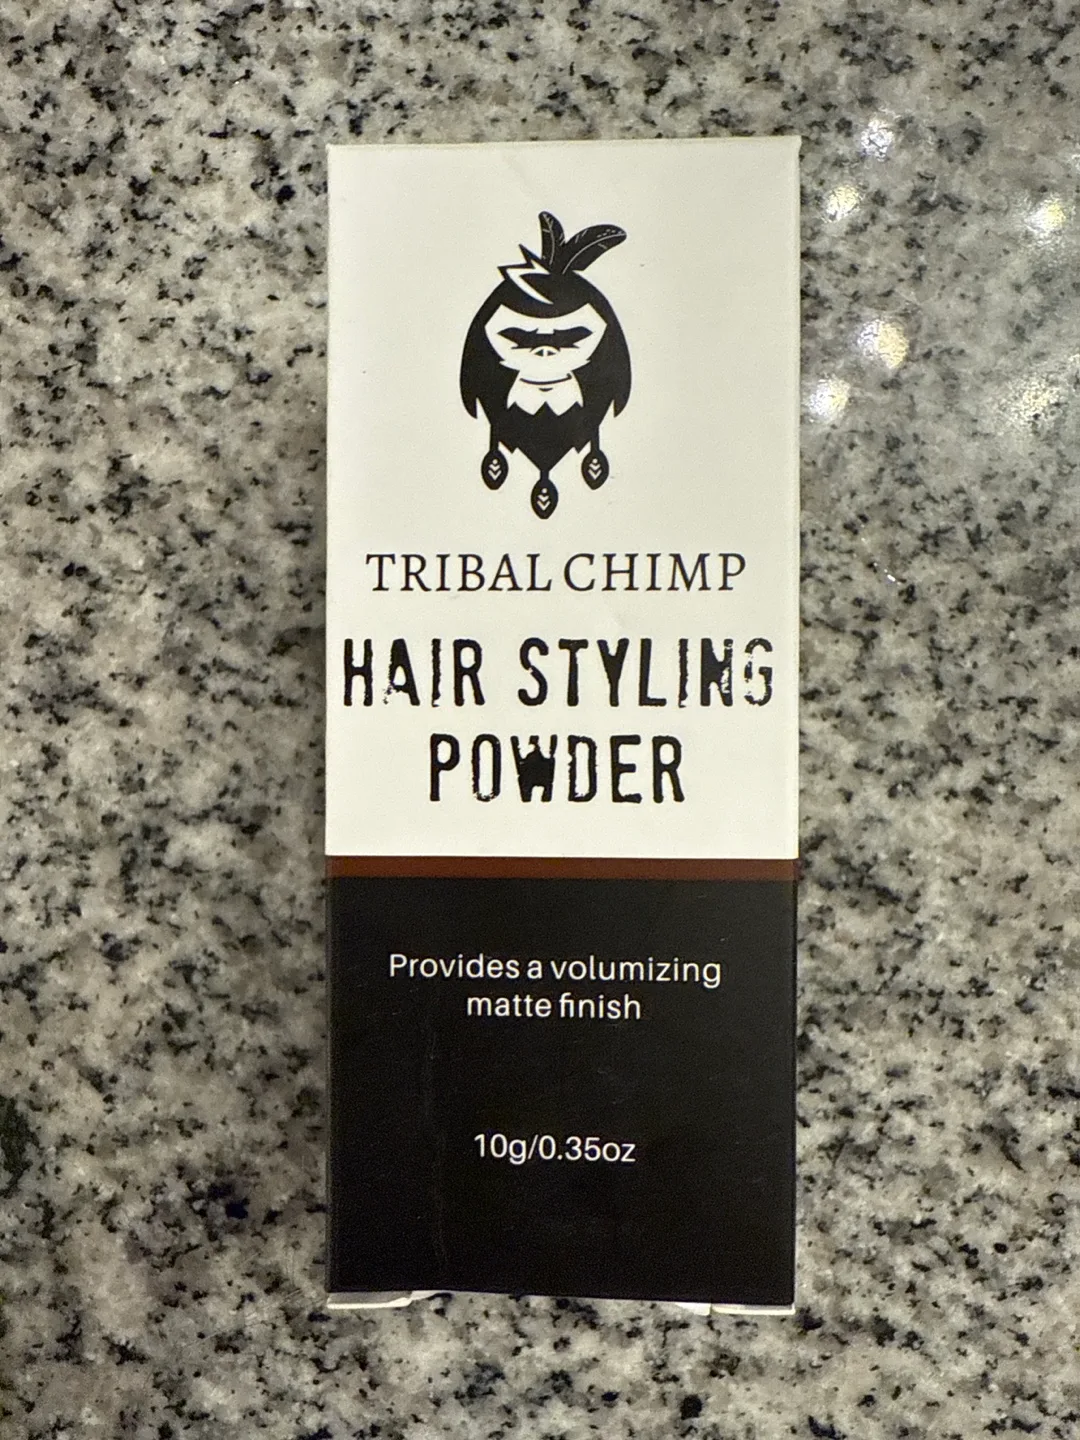 TRIBAL CHIMP
HAIR STYLING
POWDER
Provides a volumizing
matte finish
10g/0.35oz